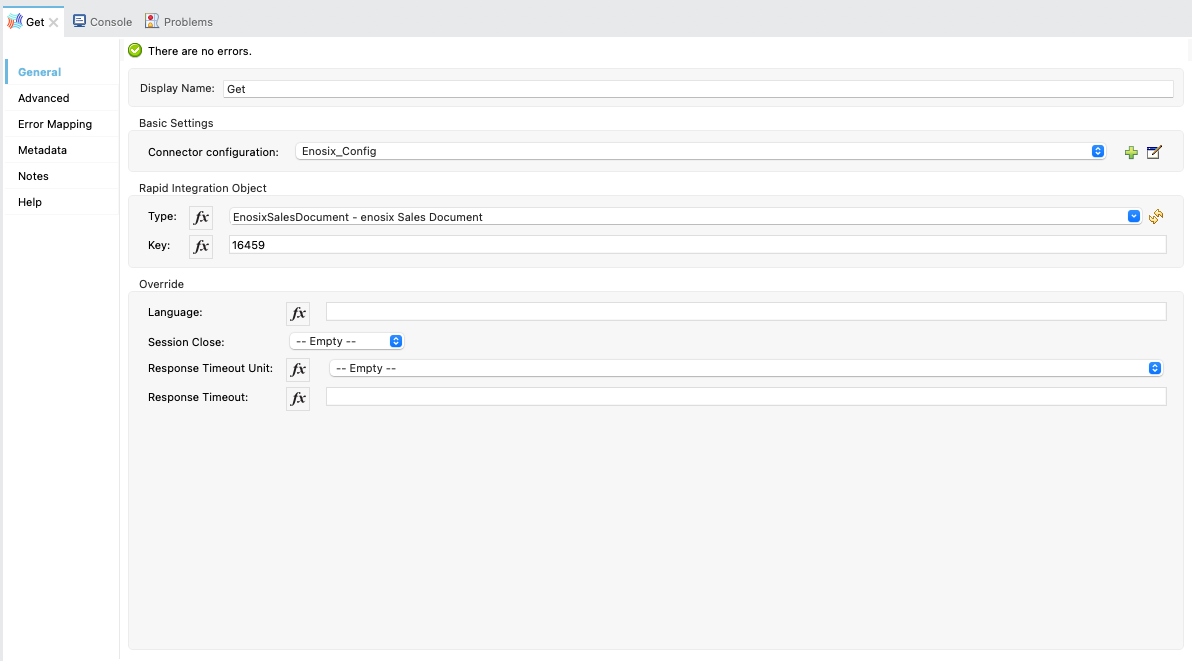 Get
Console
Problems
There are no errors.
General
Advanced
Error Mapping
Metadata
Notes
Help
Display Name: Get
Basic Settings
Connector configuration: Enosix_Config
Rapid Integration Object
Type: fx EnosixSalesDocument - enosix Sales Document
Key: fx 16459
Override
Language: fx
Session Close: -- Empty --
Response Timeout Unit: fx -- Empty --
Response Timeout: fx